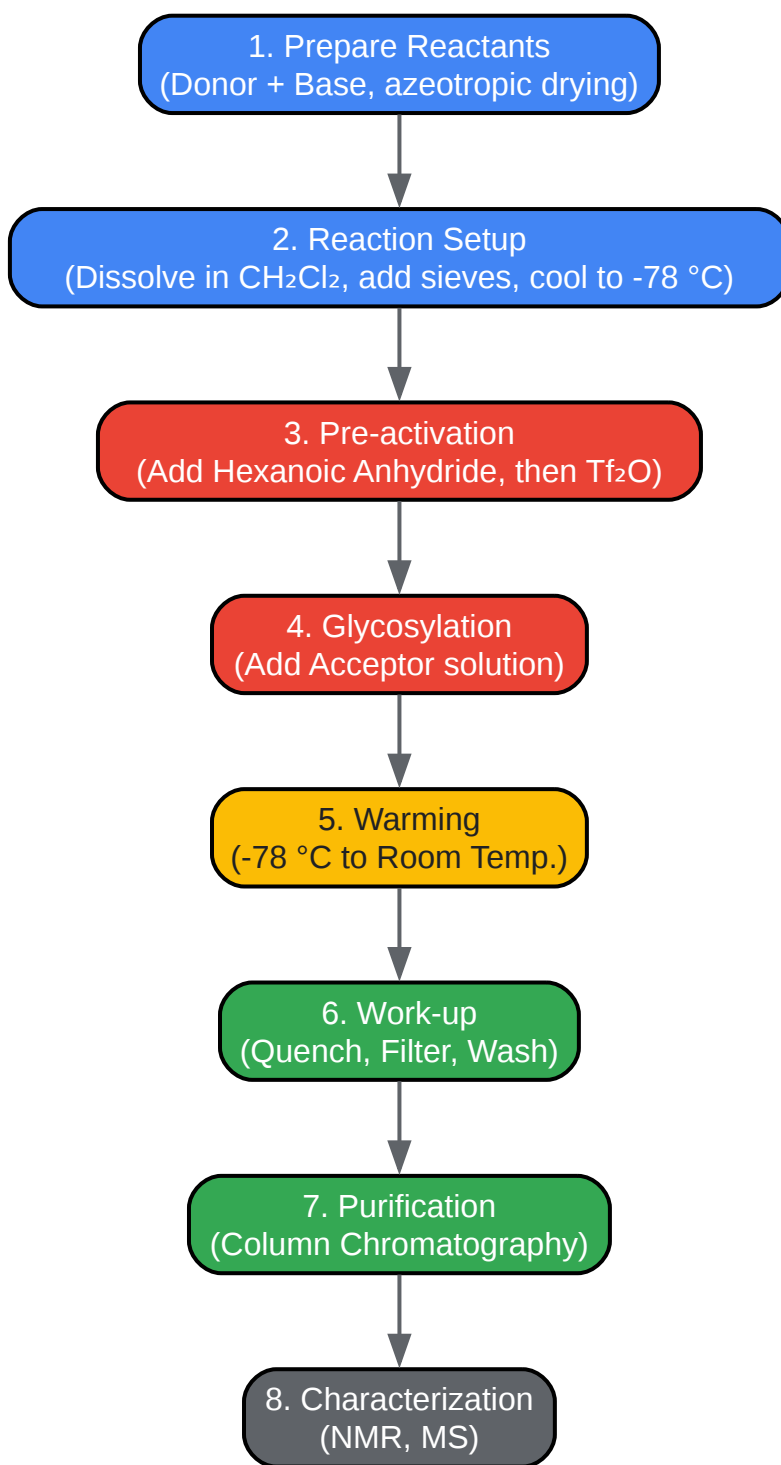 1. Prepare Reactants
(Donor + Base, azeotropic drying)
2. Reaction Setup
(Dissolve in CH₂Cl₂, add sieves, cool to -78 °C)
3. Pre-activation
(Add Hexanoic Anhydride, then Tf₂O)
4. Glycosylation
(Add Acceptor solution)
5. Warming
(-78 °C to Room Temp.)
6. Work-up
(Quench, Filter, Wash)
7. Purification
(Column Chromatography)
8. Characterization
(NMR, MS)